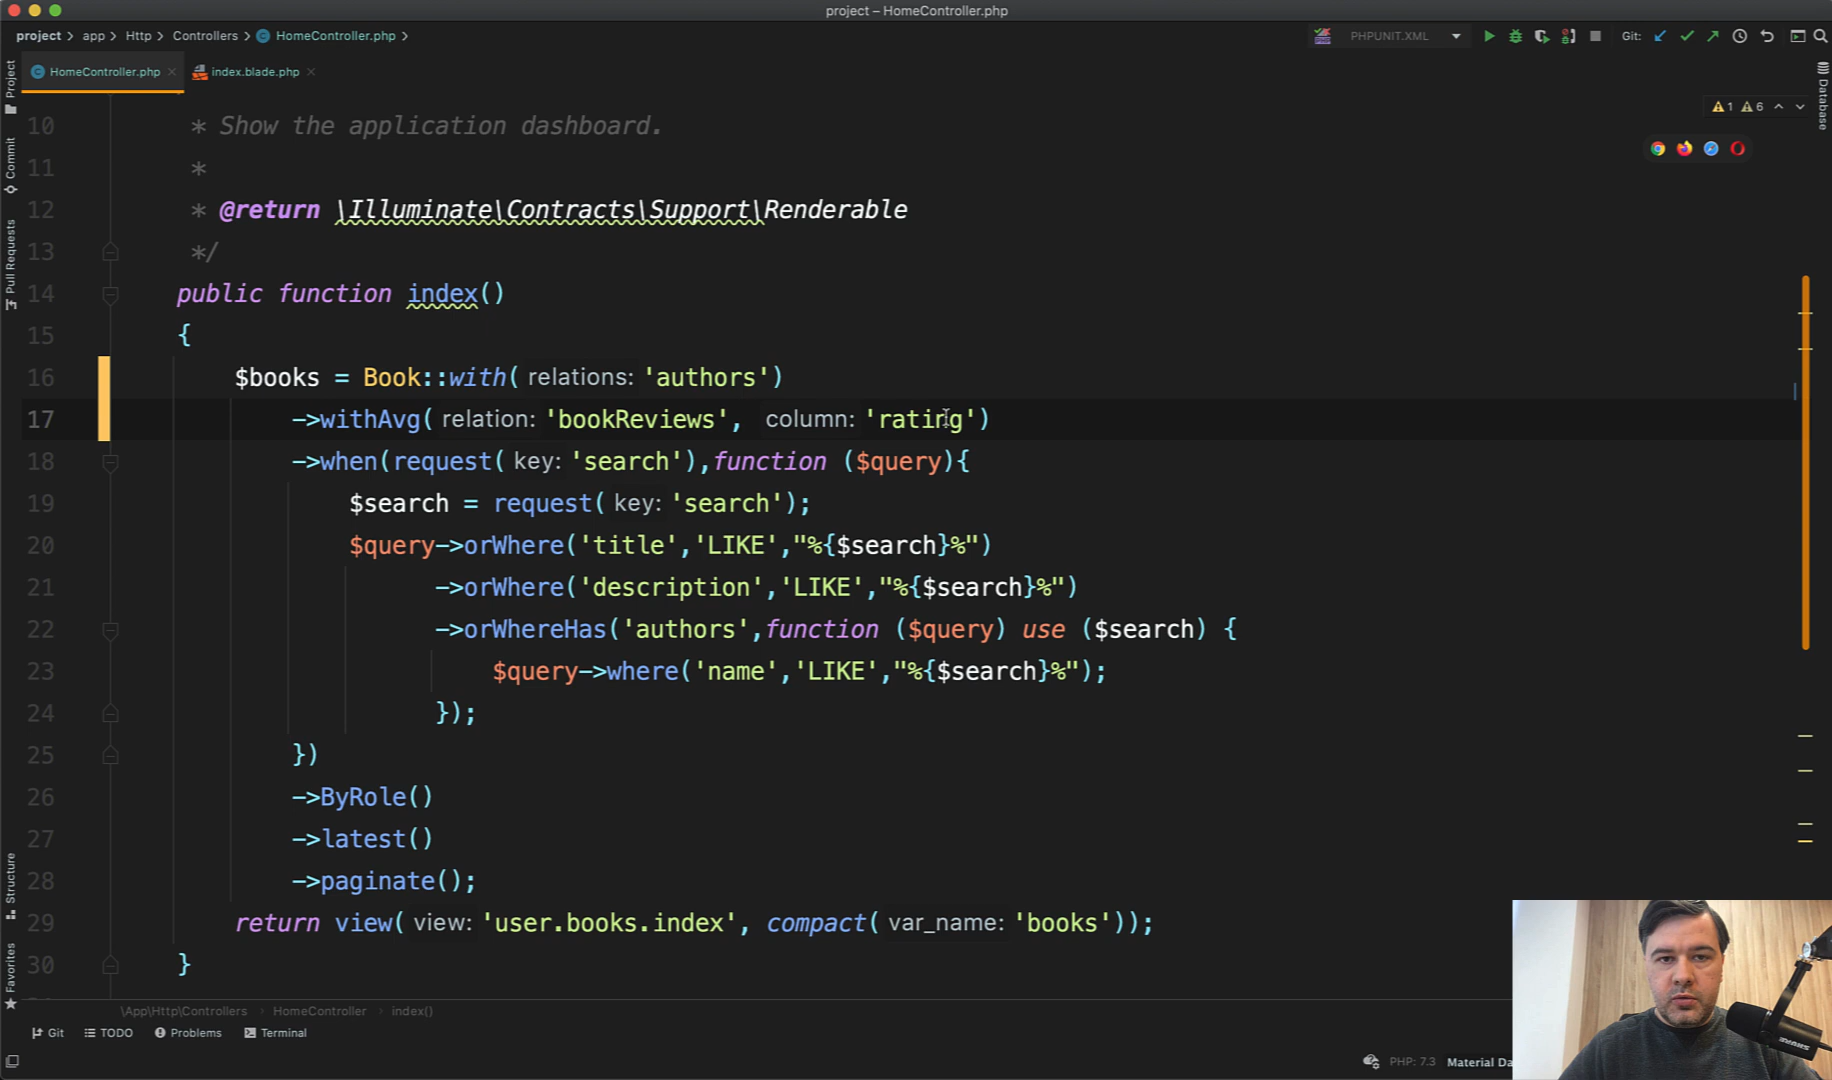 project – HomeController.php
project > app > Http > Controllers > HomeController.php >
PHPUNIT.XML
Git:
HomeController.php
index.blade.php
Project
Commit
Pull Requests
Structure
Favorites
Database
1 6
10 * Show the application dashboard.
11 *
12 * @return \Illuminate\Contracts\Support\Renderable
13 */
14 public function index()
15 {
16 $books = Book::with( relations: 'authors')
17 ->withAvg( relation: 'bookReviews', column: 'rating')
18 ->when(request( key: 'search'),function ($query){
19 $search = request( key: 'search');
20 $query->orWhere('title','LIKE',"%{$search}%")
21 ->orWhere('description','LIKE',"%{$search}%")
22 ->orWhereHas('authors',function ($query) use ($search) {
23 $query->where('name','LIKE',"%{$search}%");
24 });
25 })
26 ->ByRole()
27 ->latest()
28 ->paginate();
29 return view( view: 'user.books.index', compact( var_name: 'books'));
30 }
\App\Http\Controllers > HomeController > index()
Git TODO Problems Terminal
PHP: 7.3 Material Da